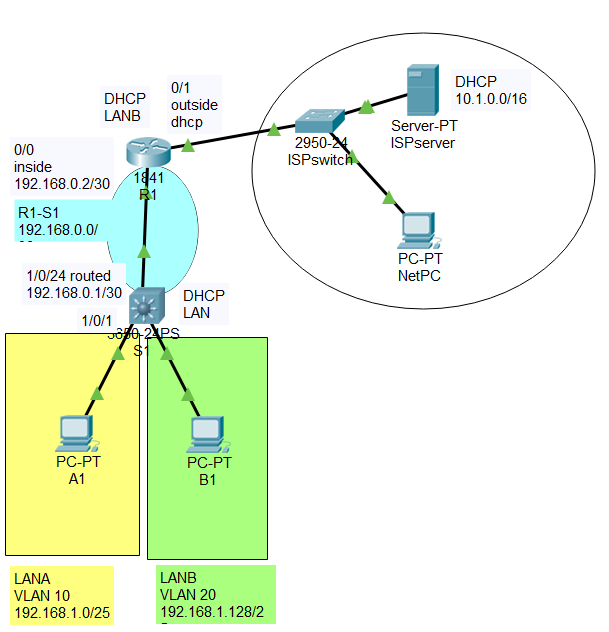 DHCP
LANB
0/1
outside
dhcp
DHCP
10.1.0.0/16
Server-PT
ISPserver
2950-24
ISPswitch
0/0
inside
192.168.0.2/30
1841
R1
R1-S1
192.168.0.0/
PC-PT
NetPC
1/0/24 routed
192.168.0.1/30
DHCP
LAN
1/0/1
3650-24PS
S1
PC-PT
A1
PC-PT
B1
LANA
VLAN 10
192.168.1.0/25
LANB
VLAN 20
192.168.1.128/2